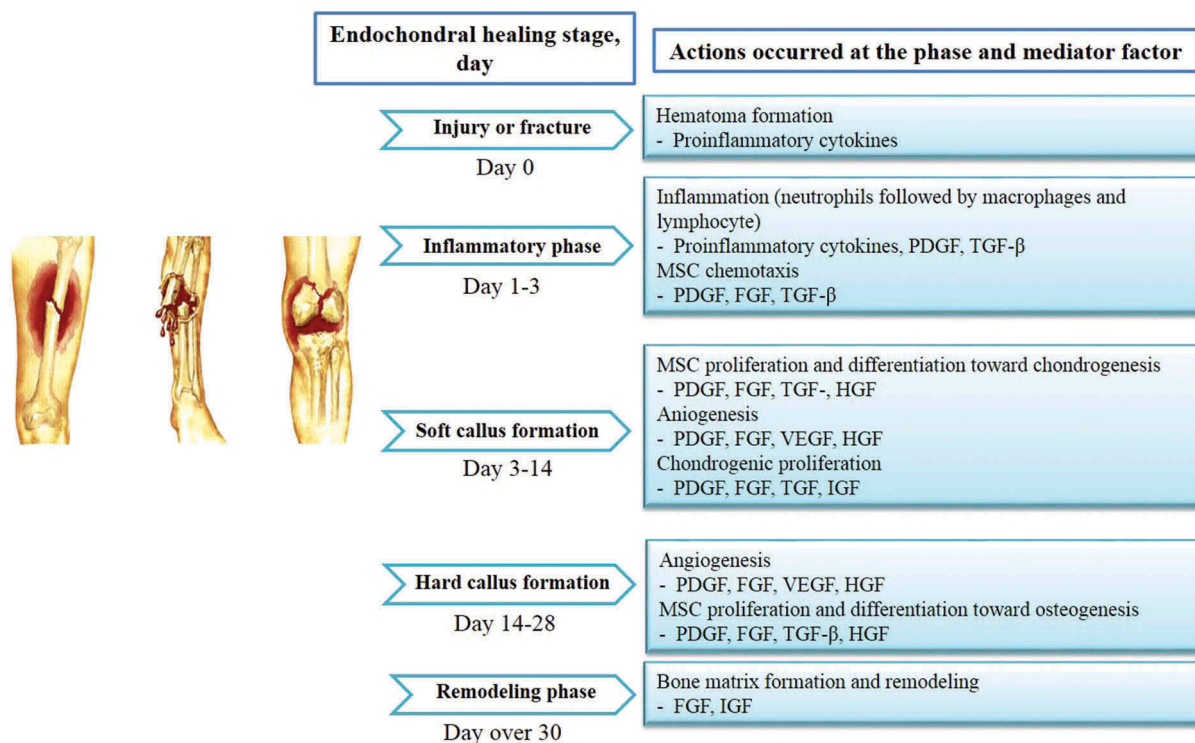 Endochondral healing stage,
day
Actions occurred at the phase and mediator factor
Injury or fracture
Day 0
Hematoma formation
- Proinflammatory cytokines
Inflammatory phase
Day 1-3
Inflammation (neutrophils followed by macrophages and
lymphocyte)
- Proinflammatory cytokines, PDGF, TGF-β
MSC chemotaxis
- PDGF, FGF, TGF-β
Soft callus formation
Day 3-14
MSC proliferation and differentiation toward chondrogenesis
- PDGF, FGF, TGF-, HGF
Aniogenesis
- PDGF, FGF, VEGF, HGF
Chondrogenic proliferation
- PDGF, FGF, TGF, IGF
Hard callus formation
Day 14-28
Angiogenesis
- PDGF, FGF, VEGF, HGF
MSC proliferation and differentiation toward osteogenesis
- PDGF, FGF, TGF-β, HGF
Remodeling phase
Day over 30
Bone matrix formation and remodeling
- FGF, IGF